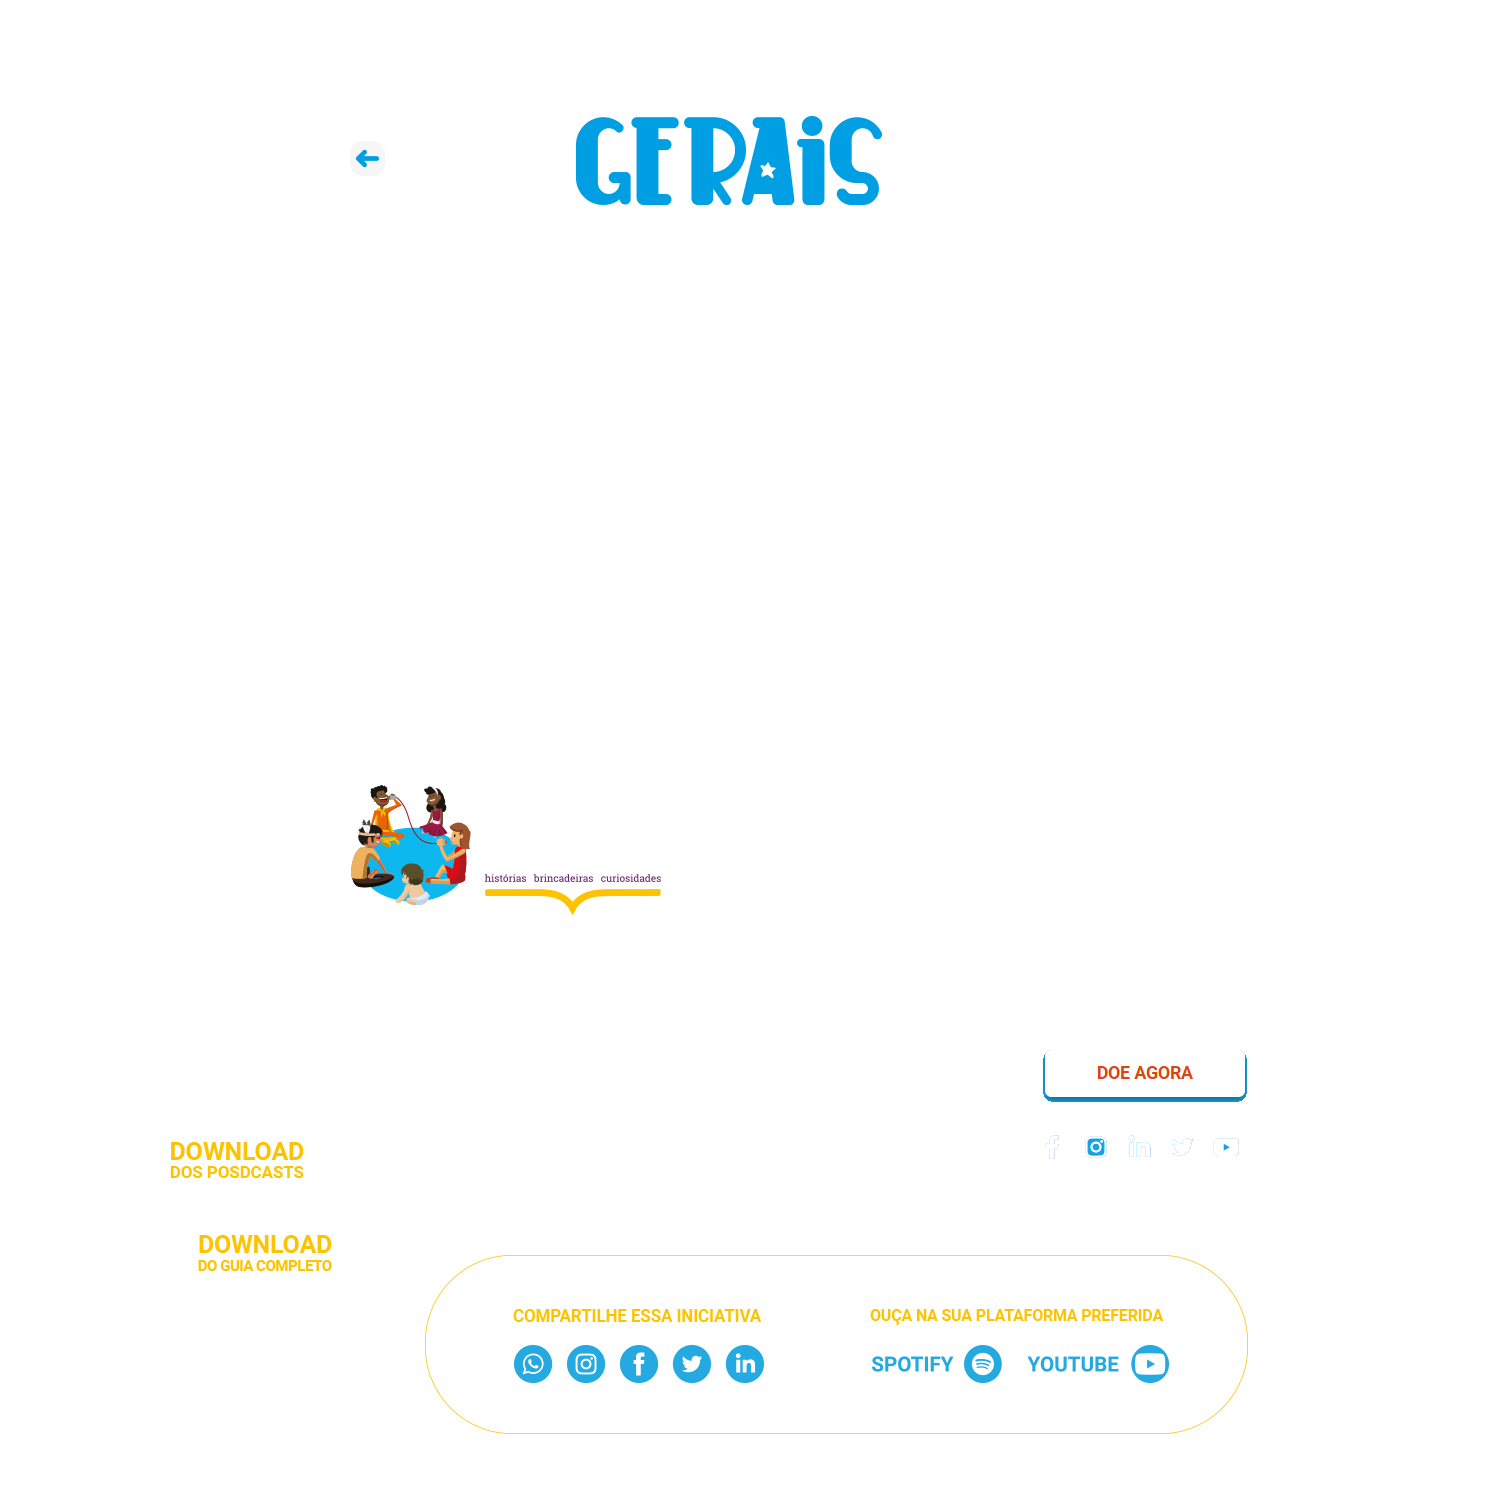 GERAiS
histórias brincadeiras curiosidades
DOE AGORA
DOWNLOAD
DOS POSDCASTS
DOWNLOAD
DO GUIA COMPLETO
COMPARTILHE ESSA INICIATIVA
OUÇA NA SUA PLATAFORMA PREFERIDA
SPOTIFY
YOUTUBE